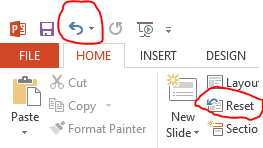 FILE HOME INSERT DESIGN
Cut
Copy
Format Painter
Paste
New
Slide
Layou
Reset
Sectio